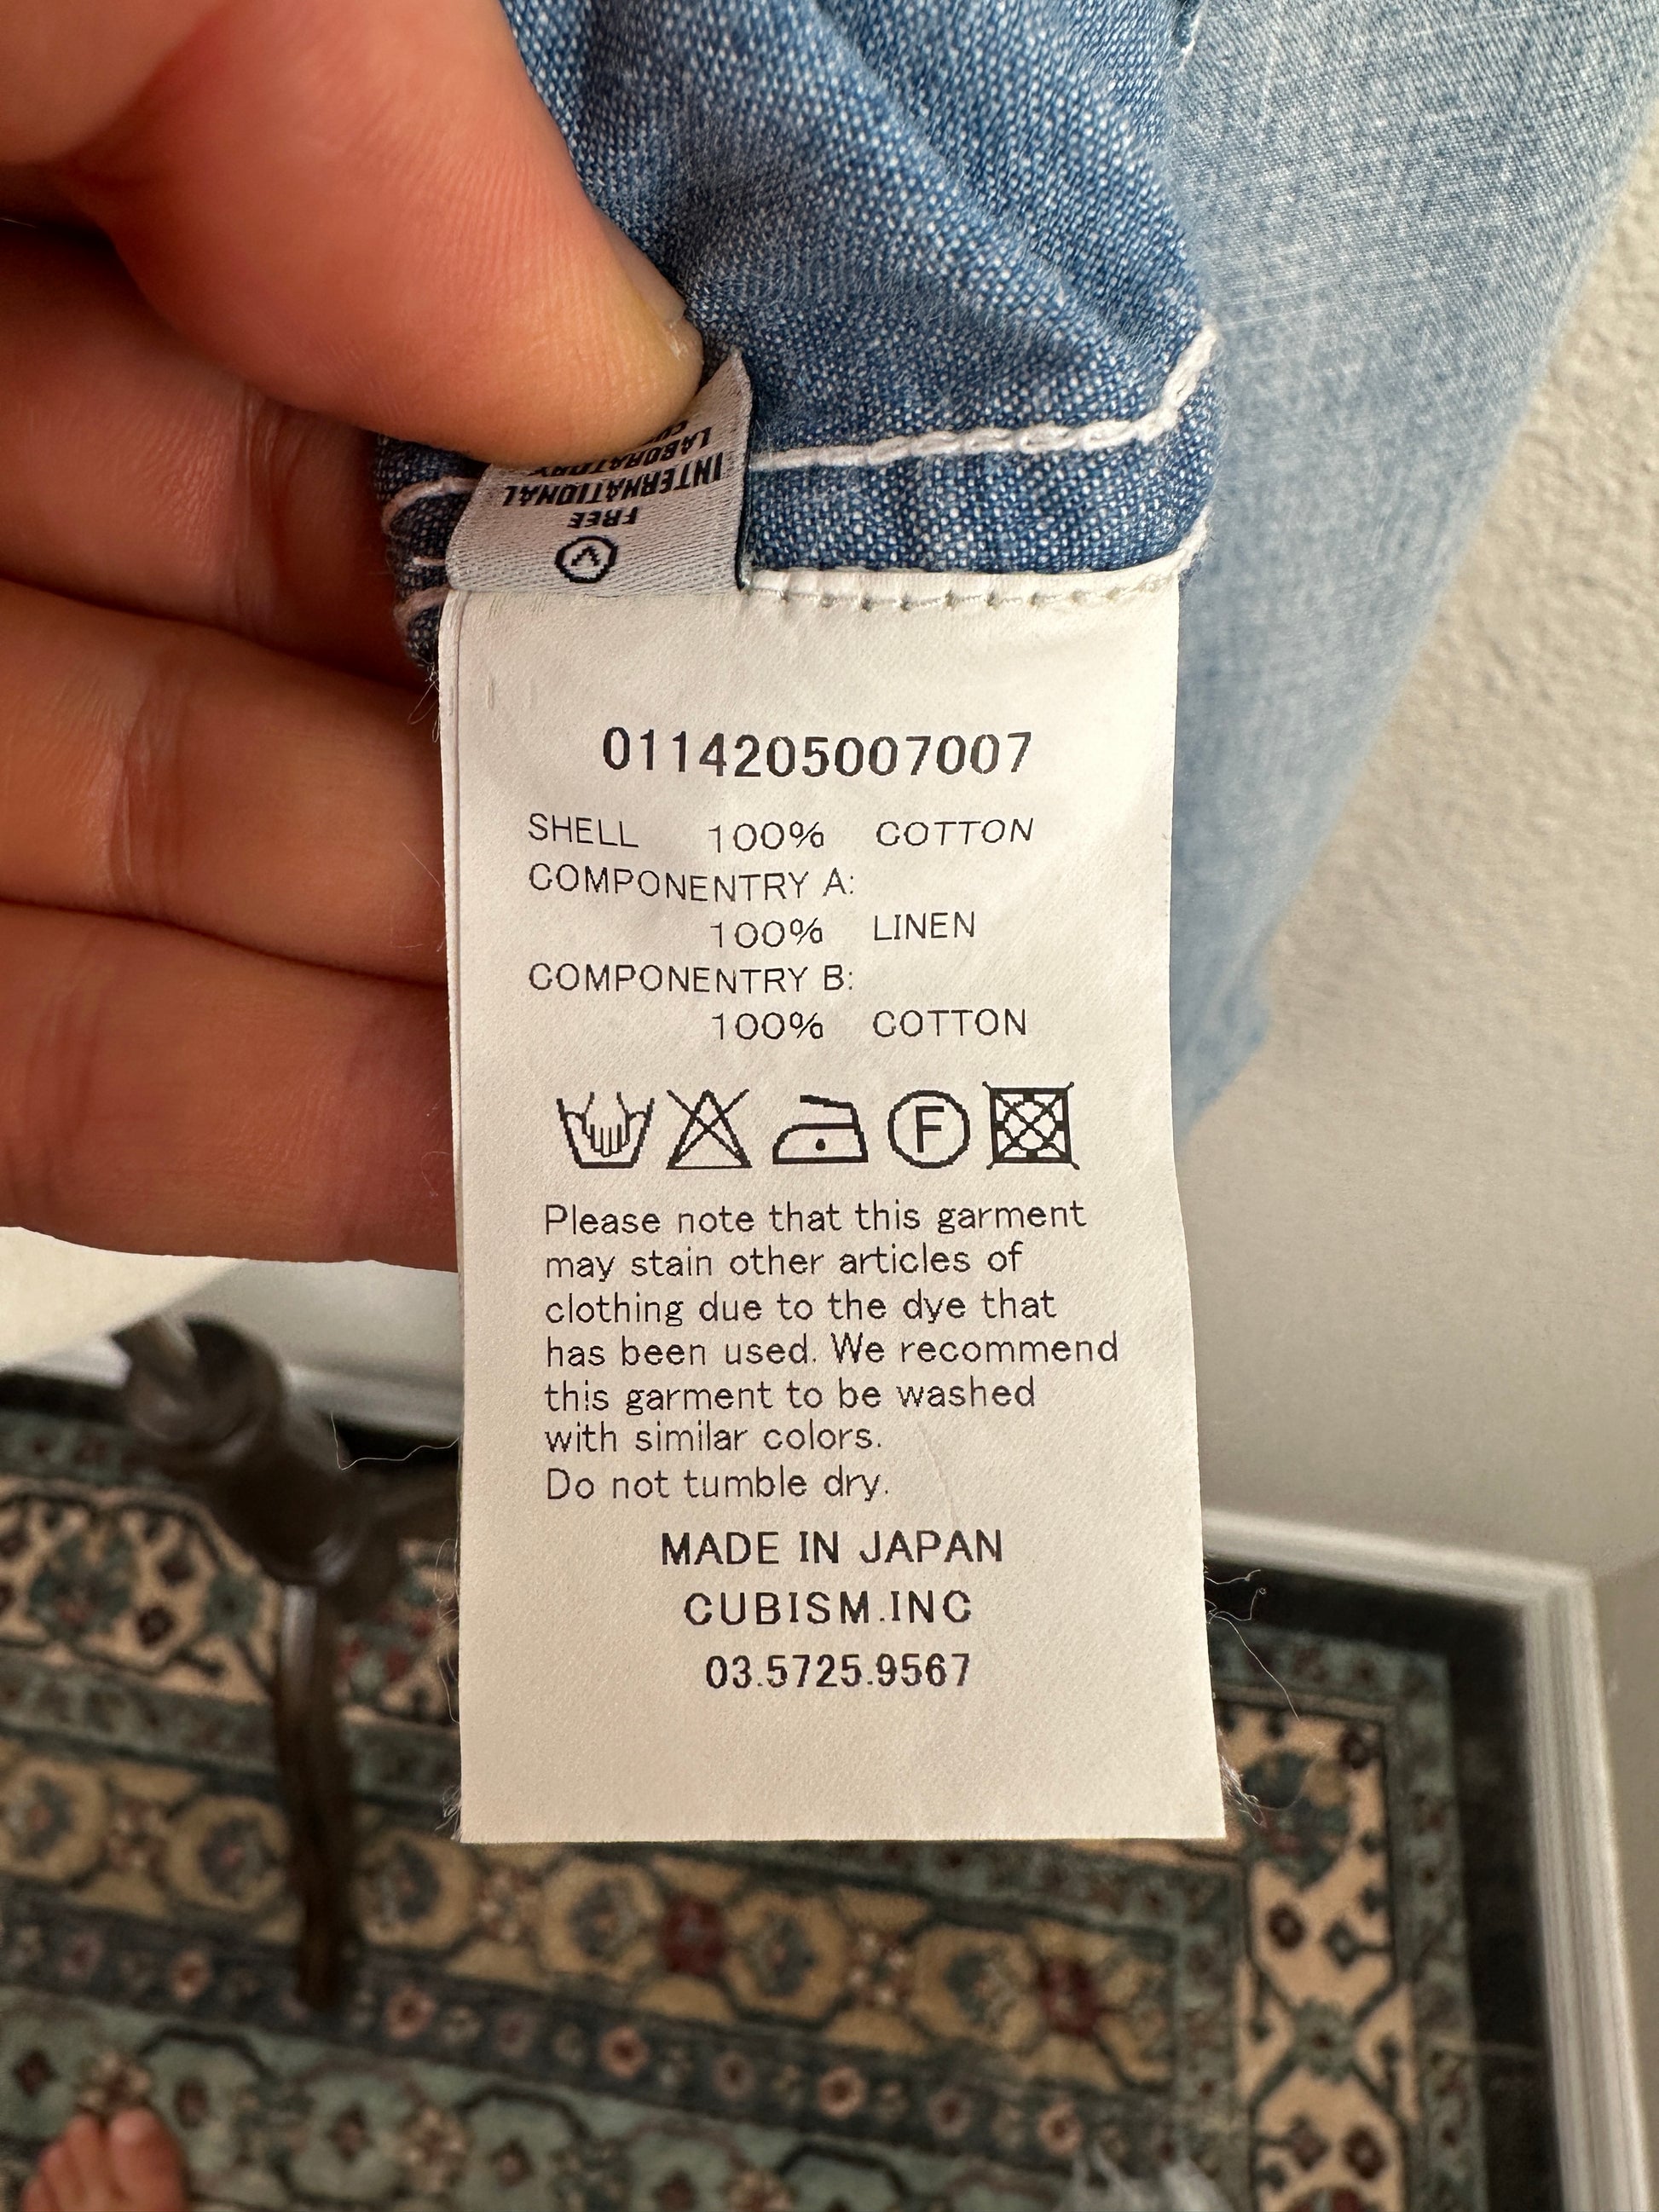 LABORATORY
INTERNATIONAL
FREE
0114205007007
SHELL 100% COTTON
COMPONENTRY A:
100% LINEN
COMPONENTRY B:
100% COTTON
F
Please note that this garment
may stain other articles of
clothing due to the dye that
has been used. We recommend
this garment to be washed
with similar colors.
Do not tumble dry.
MADE IN JAPAN
CUBISM.INC
03.5725.9567